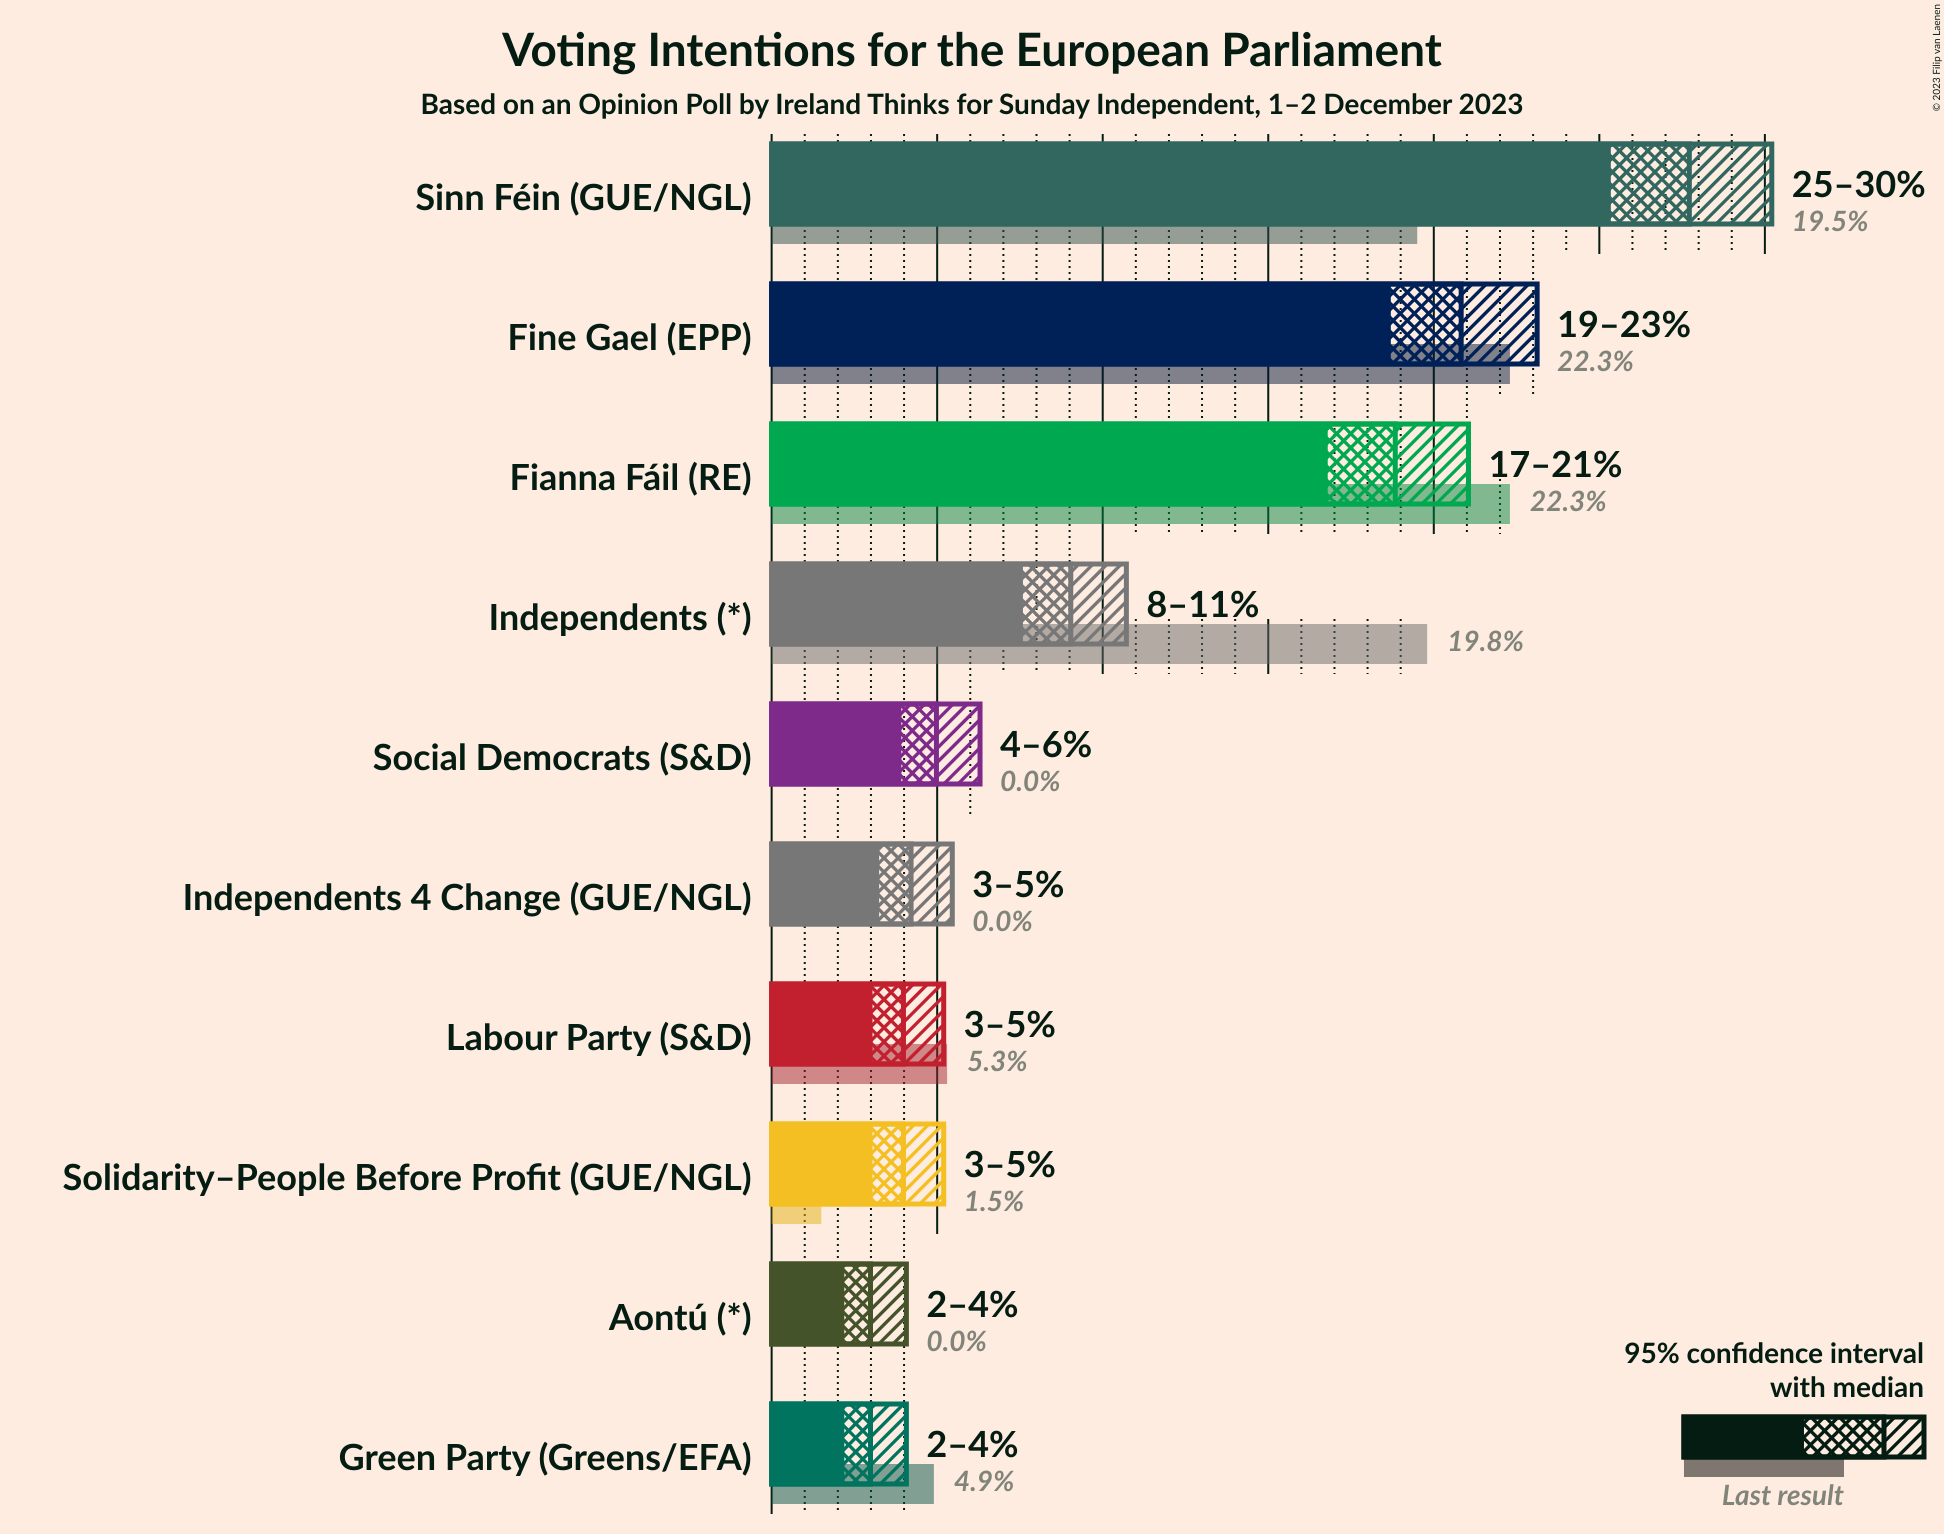 Voting Intentions for the European Parliament
Based on an Opinion Poll by Ireland Thinks for Sunday Independent, 1–2 December 2023
© 2023 Filip van Laenen
Sinn Féin (GUE/NGL)
25–30%
19.5%
Fine Gael (EPP)
19–23%
22.3%
Fianna Fáil (RE)
17–21%
22.3%
Independents (*)
8–11%
19.8%
Social Democrats (S&D)
4–6%
0.0%
Independents 4 Change (GUE/NGL)
3–5%
0.0%
Labour Party (S&D)
3–5%
5.3%
Solidarity–People Before Profit (GUE/NGL)
3–5%
1.5%
Aontú (*)
2–4%
0.0%
Green Party (Greens/EFA)
2–4%
4.9%
95% confidence interval
with median
Last result